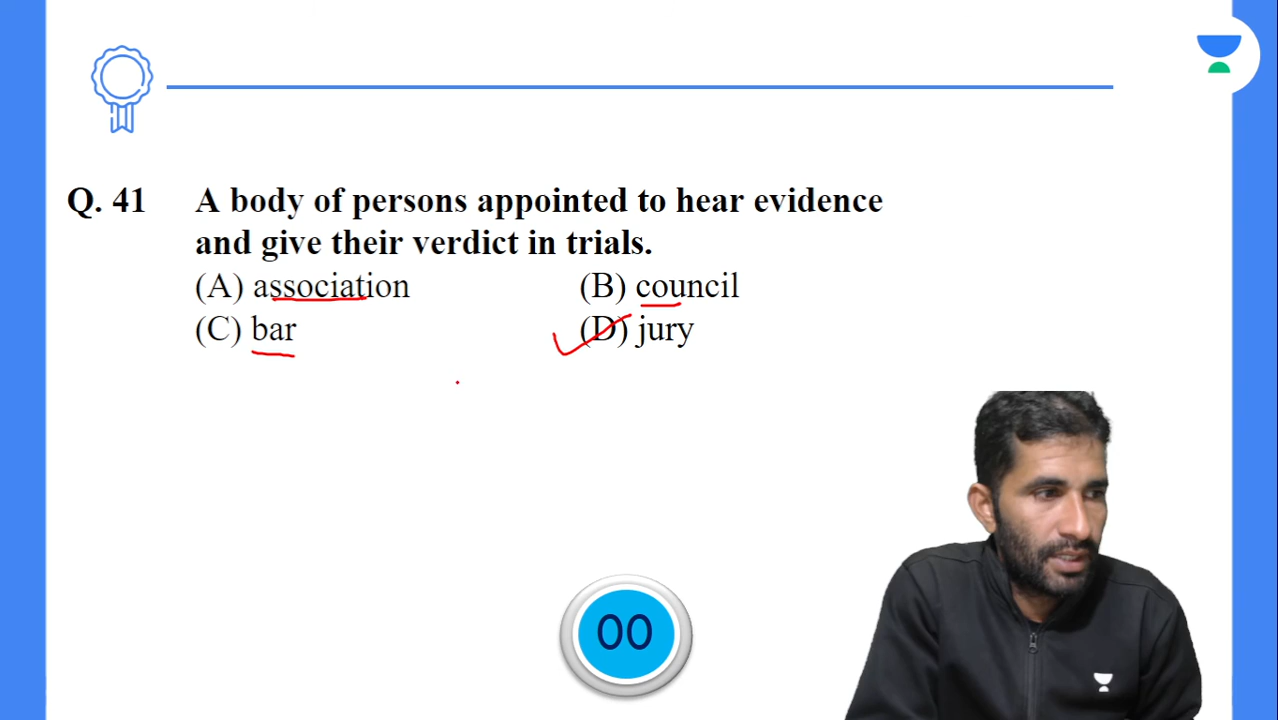 Q. 41 A body of persons appointed to hear evidence
and give their verdict in trials.
(A) association (B) council
(C) bar (D) jury
00